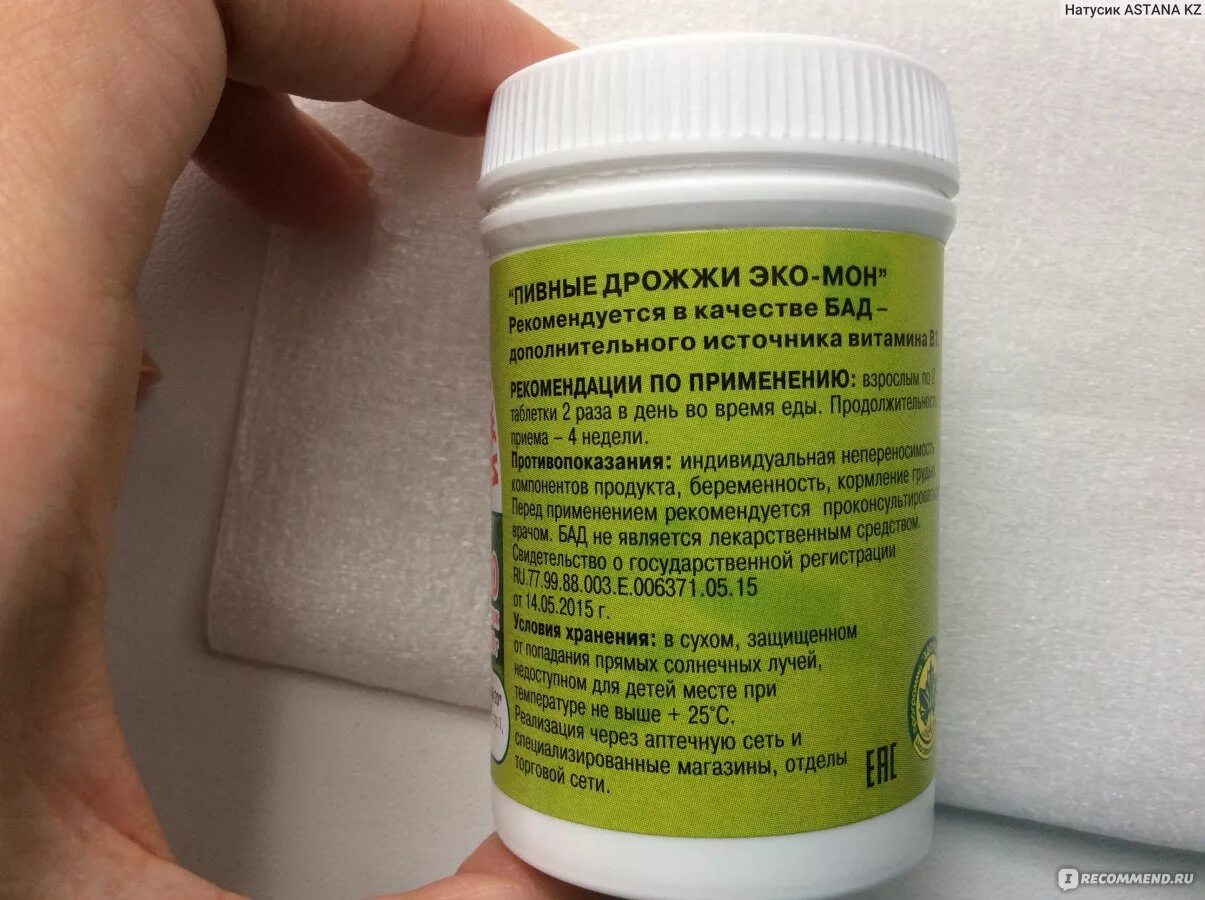 Натусик ASTANA KZ
"ПИВНЫЕ ДРОЖЖИ ЭКО-МОН"
Рекомендуется в качестве БАД –
дополнительного источника витамина В1.
РЕКОМЕНДАЦИИ ПО ПРИМЕНЕНИЮ: взрослым по 2
таблетки 2 раза в день во время еды. Продолжительность
приема – 4 недели.
Противопоказания: индивидуальная непереносимость
компонентов продукта, беременность, кормление грудью.
Перед применением рекомендуется
врачом. БАД не является лекарственным средством.
Свидетельство о государственной регистрации
RU.77.99.88.003.Е.006371.05.15
от 14.05.2015 г.
Условия хранения: в сухом, защищенном
от попадания прямых солнечных лучей,
недоступном для детей месте при
температуре не выше + 25°С.
Реализация через аптечную сеть и
специализированные магазины, отделы
торговой сети.
ЕАС
IRECOMMEND.RU